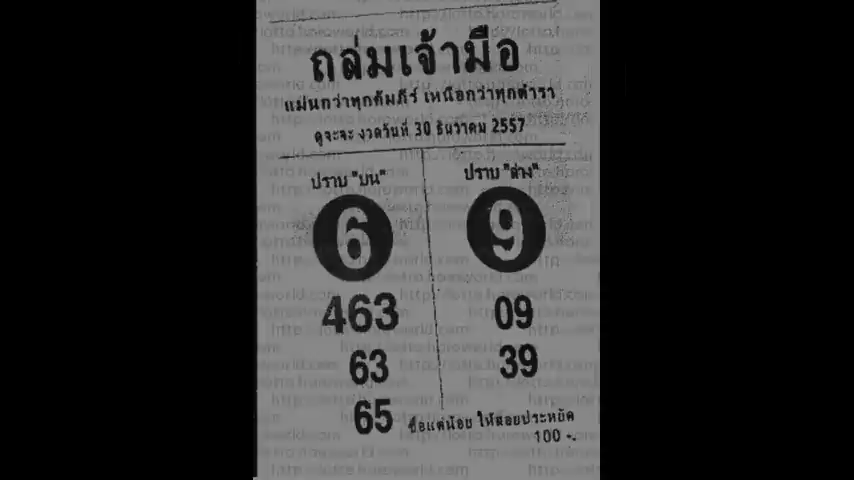 ถล่มเจ้ามือ
แม่นกว่าทุกคัมภีร์ เหนือกว่าทุกตำรา
ดูจะจะ งวดวันที่ 30 ธันวาคม 2557
ปราบ "บน"
6
463
63
65
ปราบ "ล่าง"
9
09
39
ซื้อแต่น้อย ให้สอยประหยัด
100 -.